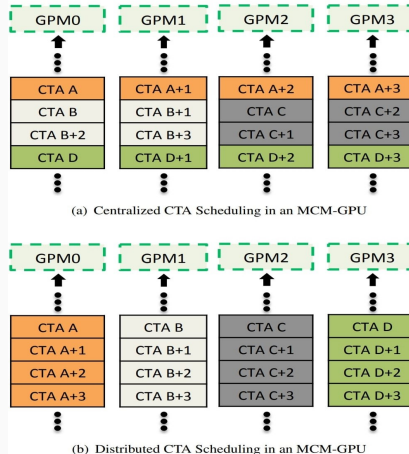 GPM0 GPM1 GPM2 GPM3
CTA A CTA A+1 CTA A+2 CTA A+3
CTA B CTA B+1 CTA C CTA C+2
CTA B+2 CTA B+3 CTA C+1 CTA C+3
CTA D CTA D+1 CTA D+2 CTA D+3
(a) Centralized CTA Scheduling in an MCM-GPU
GPM0 GPM1 GPM2 GPM3
CTA A CTA B CTA C CTA D
CTA A+1 CTA B+1 CTA C+1 CTA D+1
CTA A+2 CTA B+2 CTA C+2 CTA D+2
CTA A+3 CTA B+3 CTA C+3 CTA D+3
(b) Distributed CTA Scheduling in an MCM-GPU